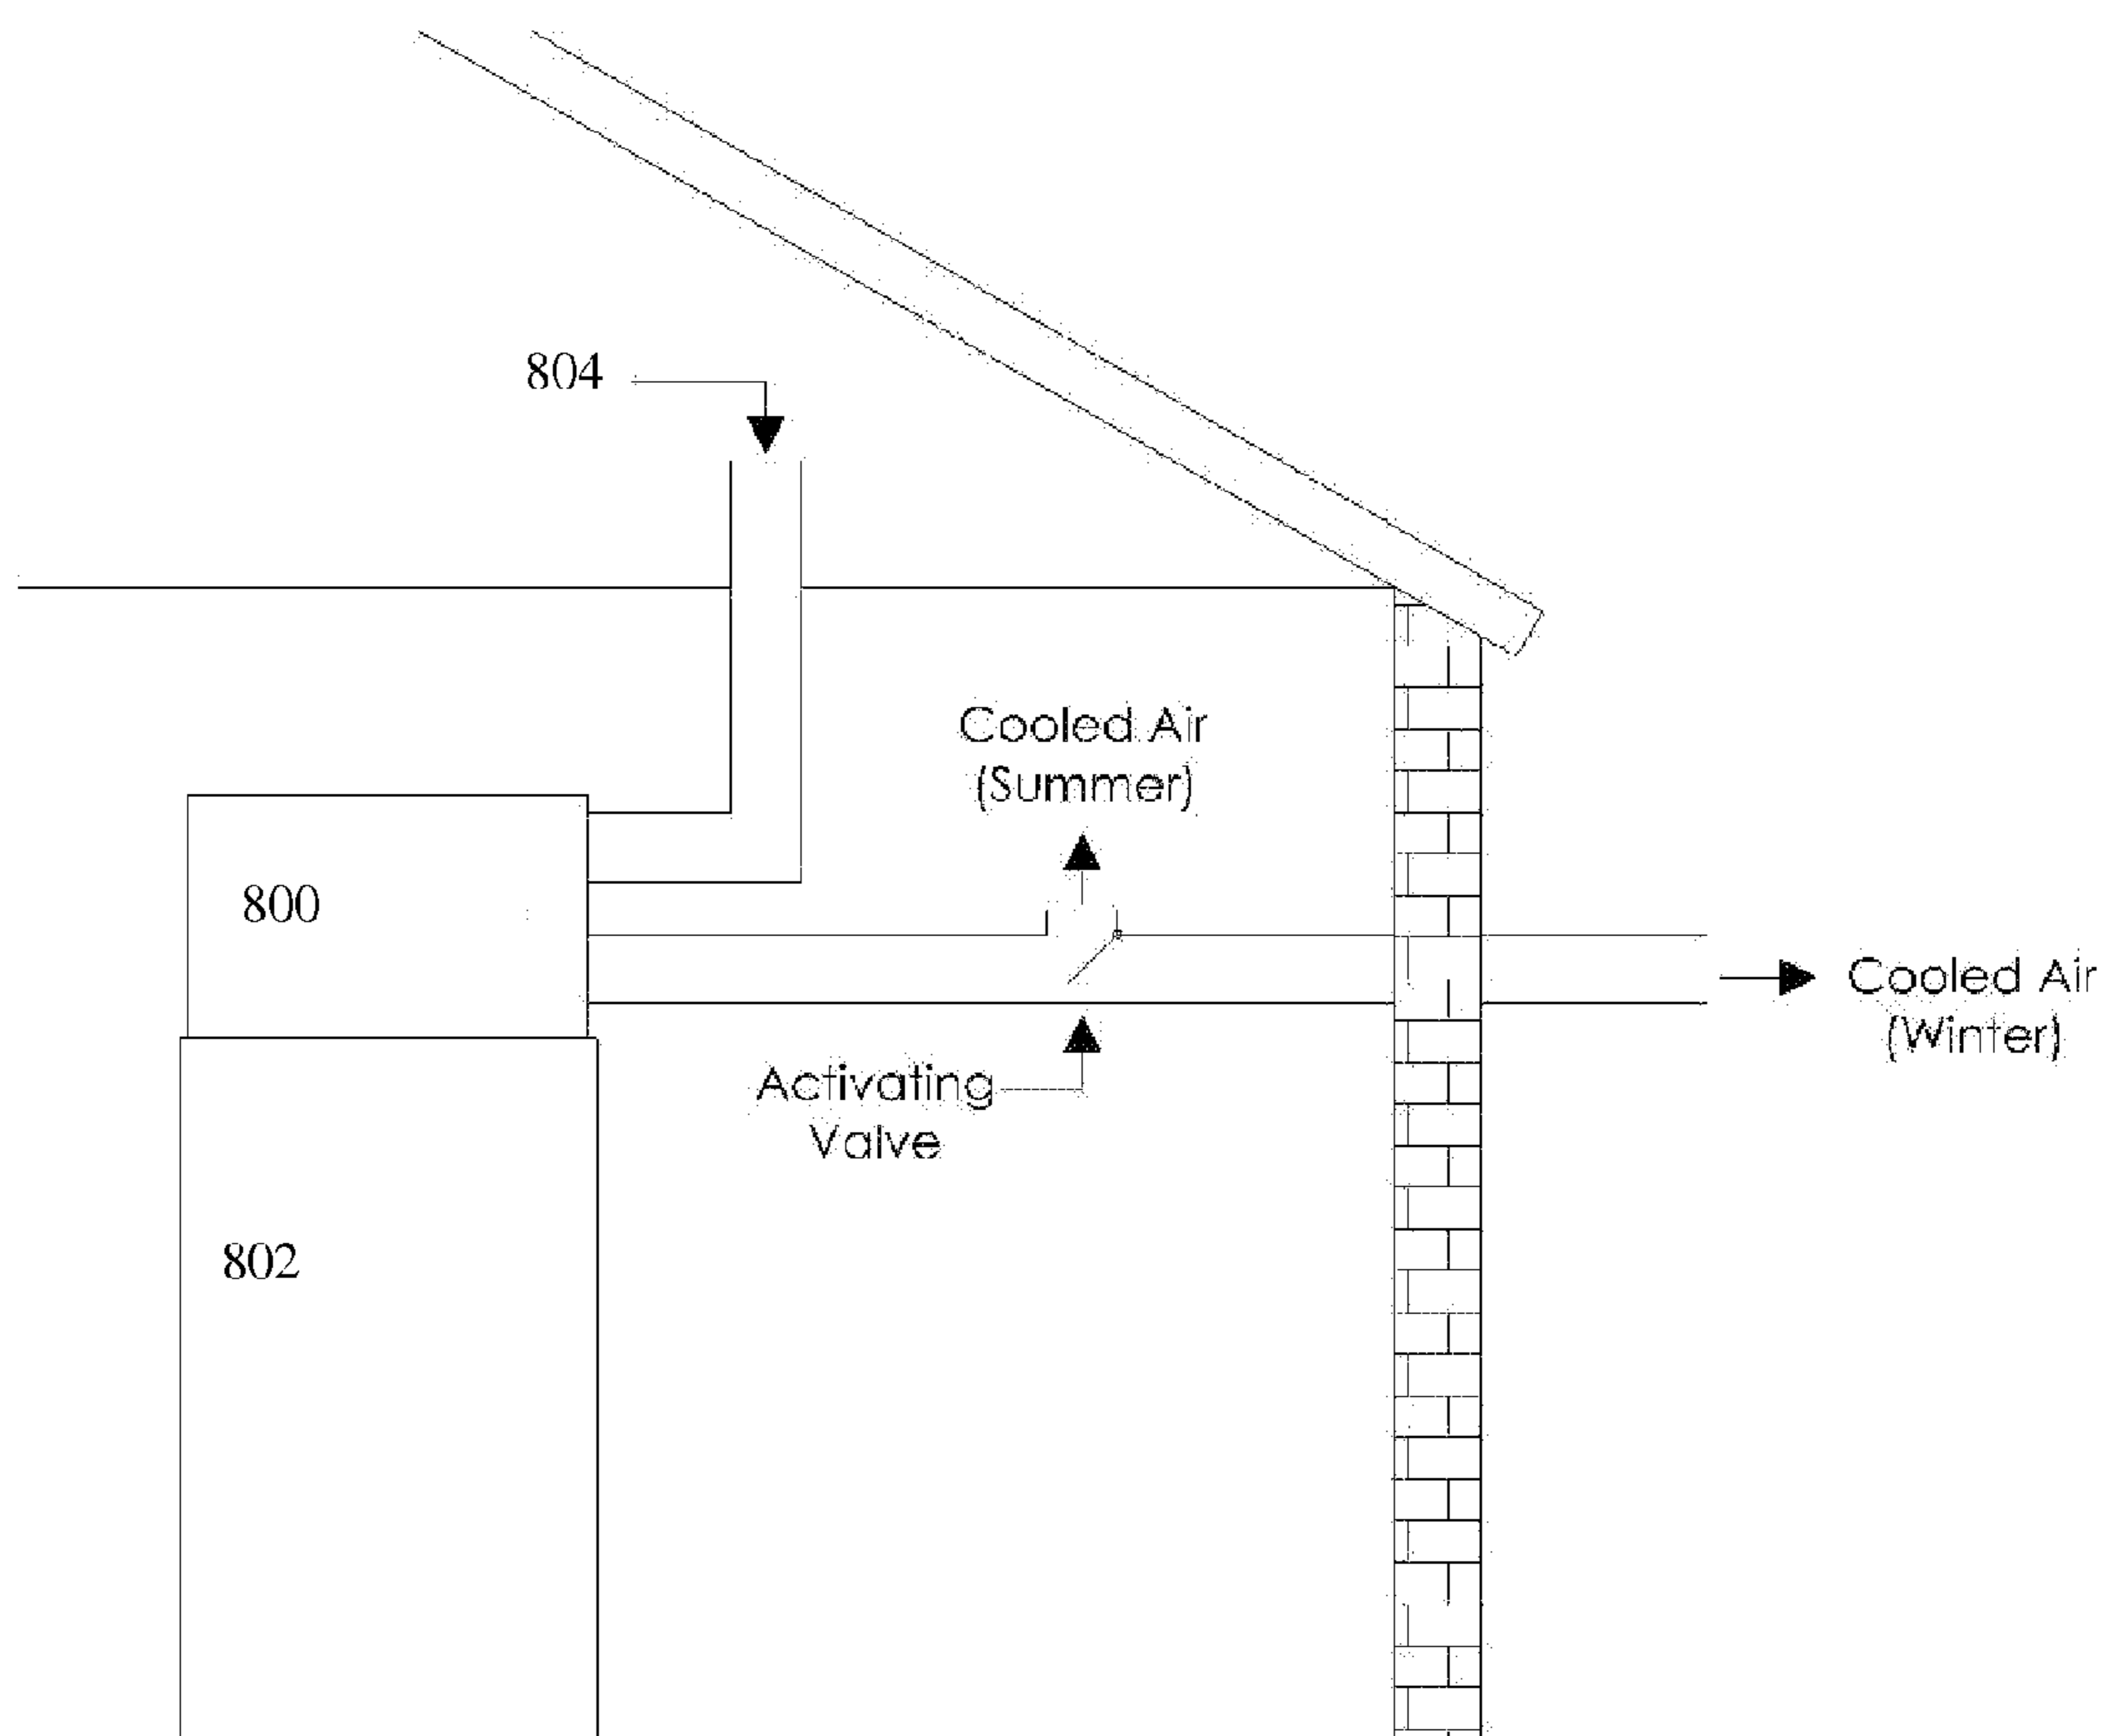 804
Cooled Air
(Summer)
800
Cooled Air
(Winter)
Activating
Valve
802